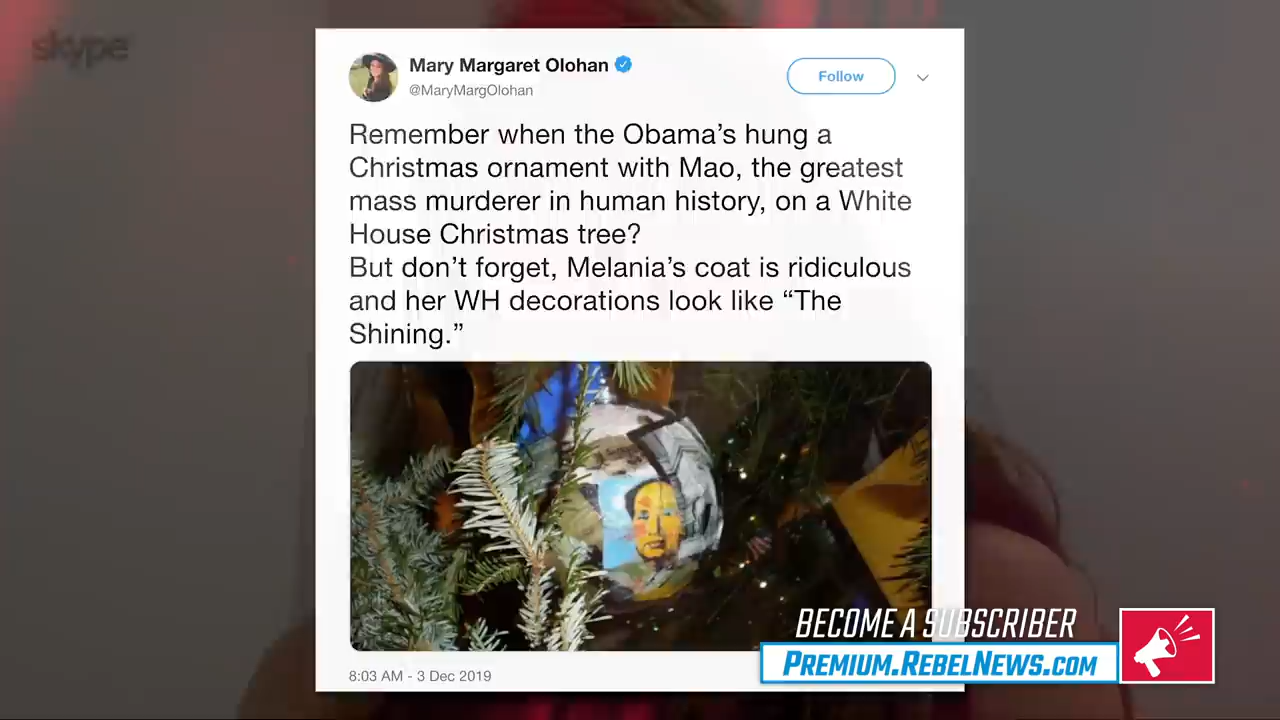 skype
Mary Margaret Olohan
@MaryMargOlohan
Follow
Remember when the Obama’s hung a
Christmas ornament with Mao, the greatest
mass murderer in human history, on a White
House Christmas tree?
But don’t forget, Melania’s coat is ridiculous
and her WH decorations look like “The
Shining.”
8:03 AM - 3 Dec 2019
BECOME A SUBSCRIBER
PREMIUM.REBELNEWS.COM